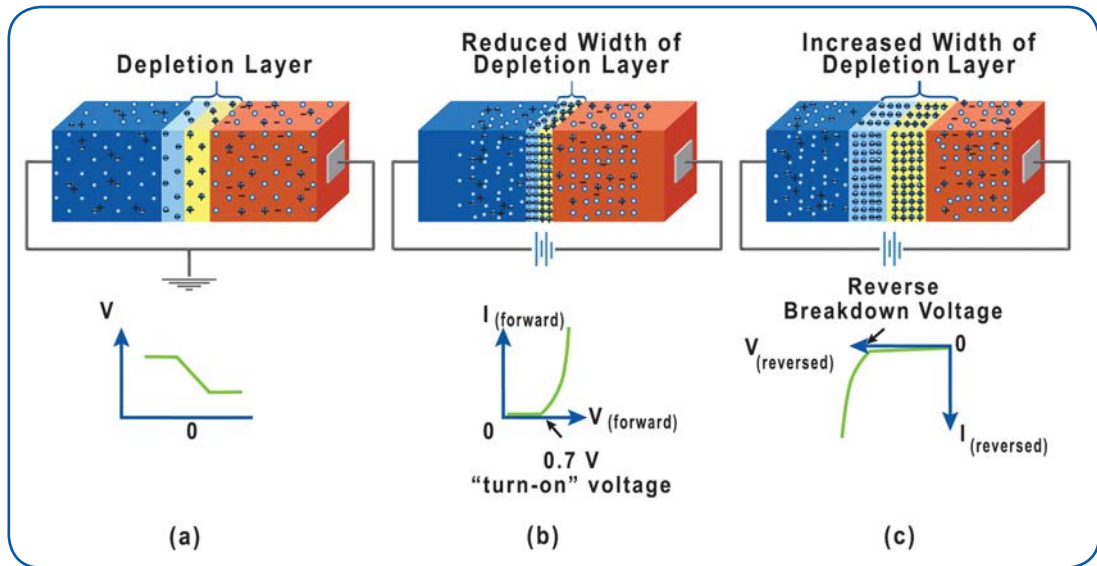 Depletion Layer
V
0
(a)
Reduced Width of
Depletion Layer
I (forward)
0
V (forward)
0.7 V
“turn-on” voltage
(b)
Increased Width of
Depletion Layer
Reverse
Breakdown Voltage
V (reversed)
0
I (reversed)
(c)